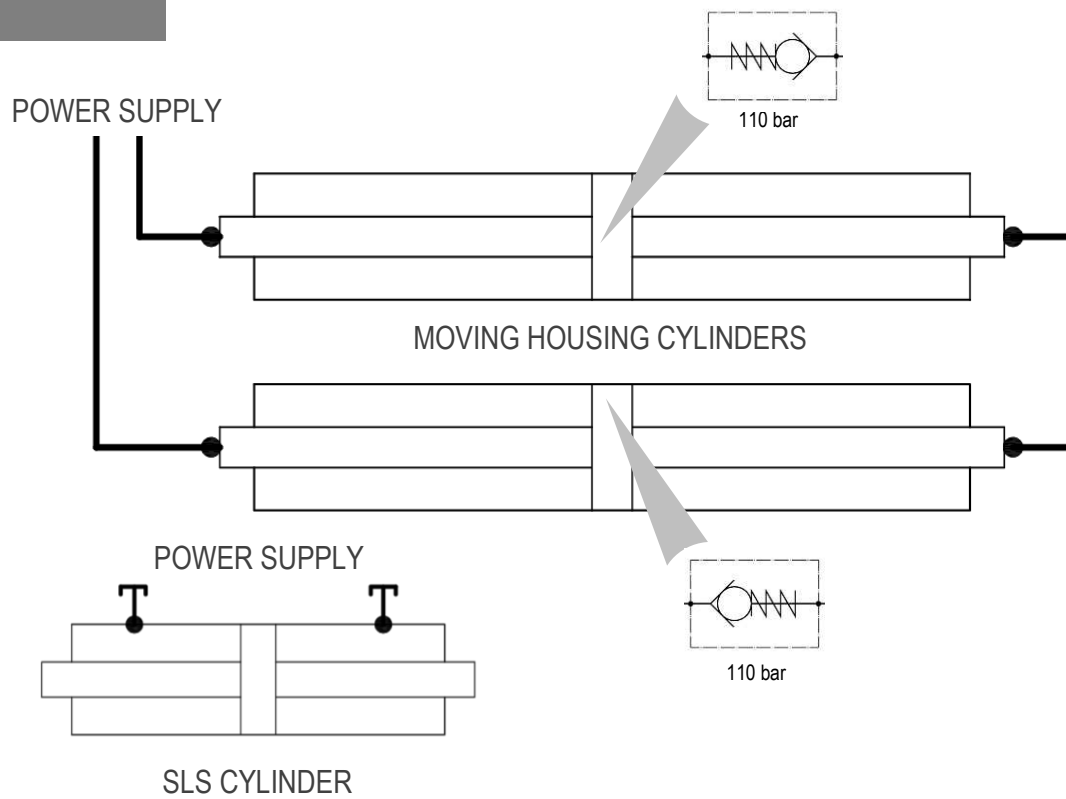 110 bar
POWER SUPPLY
MOVING HOUSING CYLINDERS
POWER SUPPLY
110 bar
SLS CYLINDER